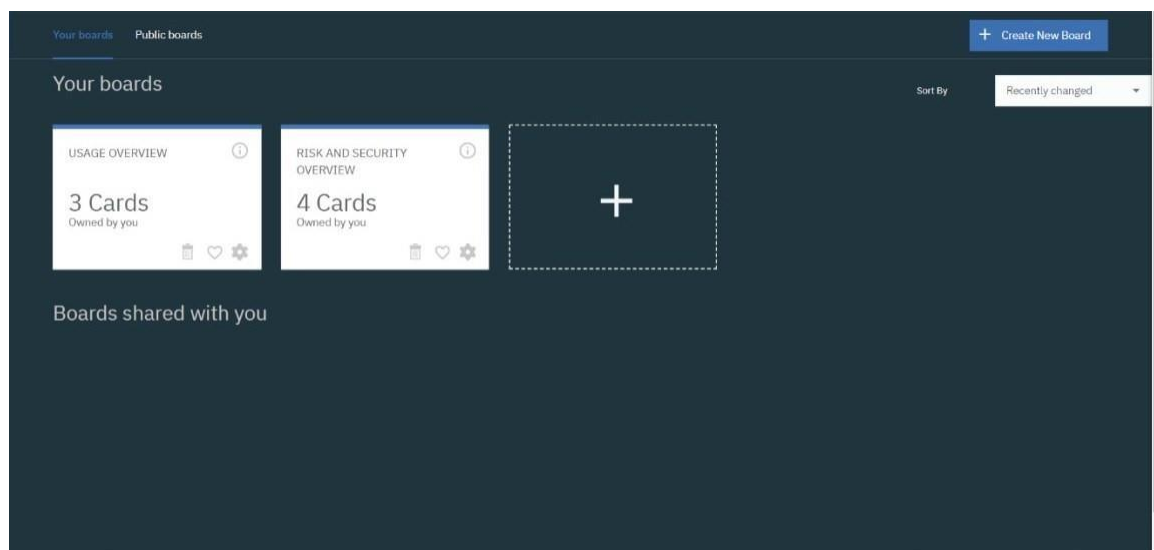 Your boards
Public boards
+ Create New Board
Your boards
Sort By
Recently changed
USAGE OVERVIEW
3 Cards
Owned by you
RISK AND SECURITY
OVERVIEW
4 Cards
Owned by you
Boards shared with you